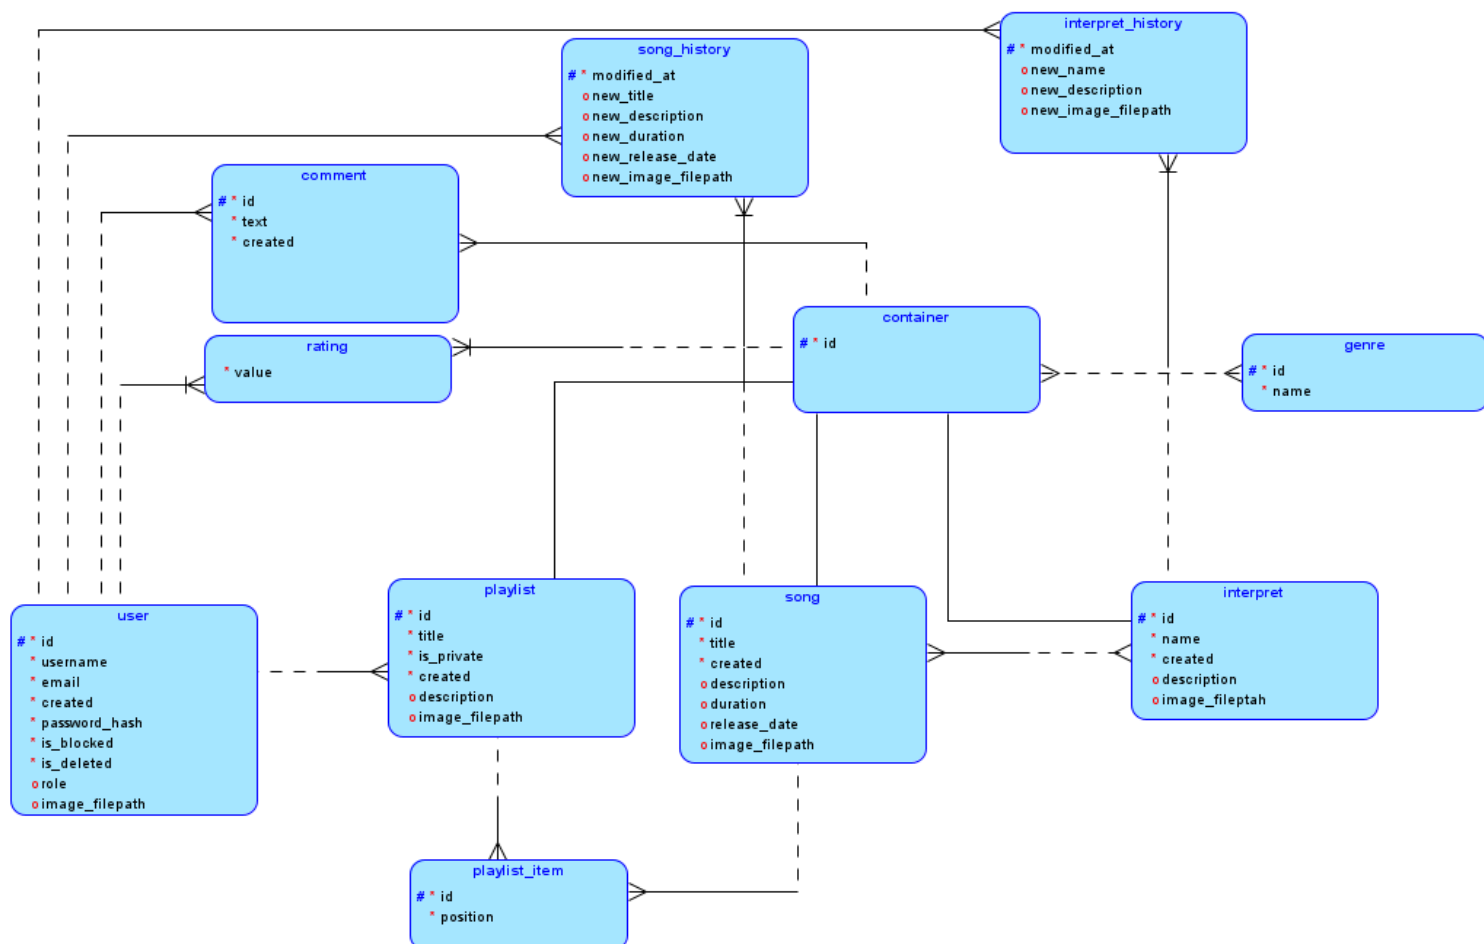 interpret_history
# * modified_at
o new_name
o new_description
o new_image_filepath
song_history
# * modified_at
o new_title
o new_description
o new_duration
o new_release_date
o new_image_filepath
comment
# * id
* text
* created
container
# * id
rating
* value
genre
# * id
* name
playlist
# * id
* title
* is_private
* created
o description
o image_filepath
song
# * id
* title
* created
o description
o duration
o release_date
o image_filepath
interpret
# * id
* name
* created
o description
o image_fileptah
user
# * id
* username
* email
* created
* password_hash
* is_blocked
* is_deleted
o role
o image_filepath
playlist_item
# * id
* position